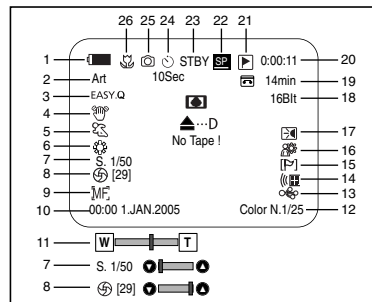 26 25 24 23 22 21
1 STBY SP 0:00:11 20
2 Art 10Sec 14min 19
3 EASY.Q 16BIt 18
4 ...D
5 No Tape !
6 17
7 S. 1/50 16
8 [29] 15
9 MF 14
13
10 00:00 1.JAN.2005 Color N.1/25 12
11 W T
7 S. 1/50
8 [29]